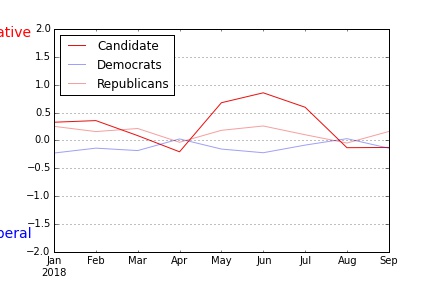 2.0
ative
Candidate
Democrats
Republicans
1.5
1.0
0.5
0.0
−0.5
−1.0
−1.5
peral
−2.0
Jan Feb Mar Apr May Jun Jul Aug Sep
2018